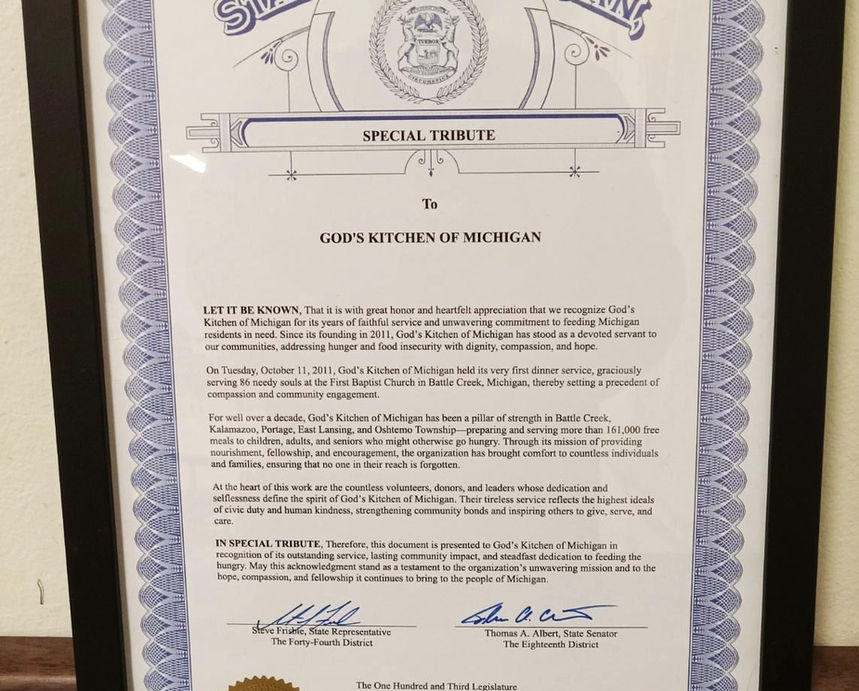 TUEBOR
CIRCUMSPICE
SPECIAL TRIBUTE
To
GOD'S KITCHEN OF MICHIGAN
LET IT BE KNOWN, That it is with great honor and heartfelt appreciation that we recognize God's
Kitchen of Michigan for its years of faithful service and unwavering commitment to feeding Michigan
residents in need. Since its founding in 2011, God's Kitchen of Michigan has stood as a devoted servant to
our communities, addressing hunger and food insecurity with dignity, compassion, and hope.
On Tuesday, October 11, 2011, God's Kitchen of Michigan held its very first dinner service, graciously
serving 86 needy souls at the First Baptist Church in Battle Creek, Michigan, thereby setting a precedent of
compassion and community engagement.
For well over a decade, God's Kitchen of Michigan has been a pillar of strength in Battle Creek,
Kalamazoo, Portage, East Lansing, and Oshtemo Township—preparing and serving more than 161,000 free
meals to children, adults, and seniors who might otherwise go hungry. Through its mission of providing
nourishment, fellowship, and encouragement, the organization has brought comfort to countless individuals
and families, ensuring that no one in their reach is forgotten.
At the heart of this work are the countless volunteers, donors, and leaders whose dedication and
selflessness define the spirit of God's Kitchen of Michigan. Their tireless service reflects the highest ideals
of civic duty and human kindness, strengthening community bonds and inspiring others to give, serve, and
care.
IN SPECIAL TRIBUTE, Therefore, this document is presented to God's Kitchen of Michigan in
recognition of its outstanding service, lasting community impact, and steadfast dedication to feeding the
hungry. May this acknowledgment stand as a testament to the organization's unwavering mission and to the
hope, compassion, and fellowship it continues to bring to the people of Michigan.
Steve Frisbie, State Representative
The Forty-Fourth District
Thomas A. Albert, State Senator
The Eighteenth District
The One Hundred and Third Legislature